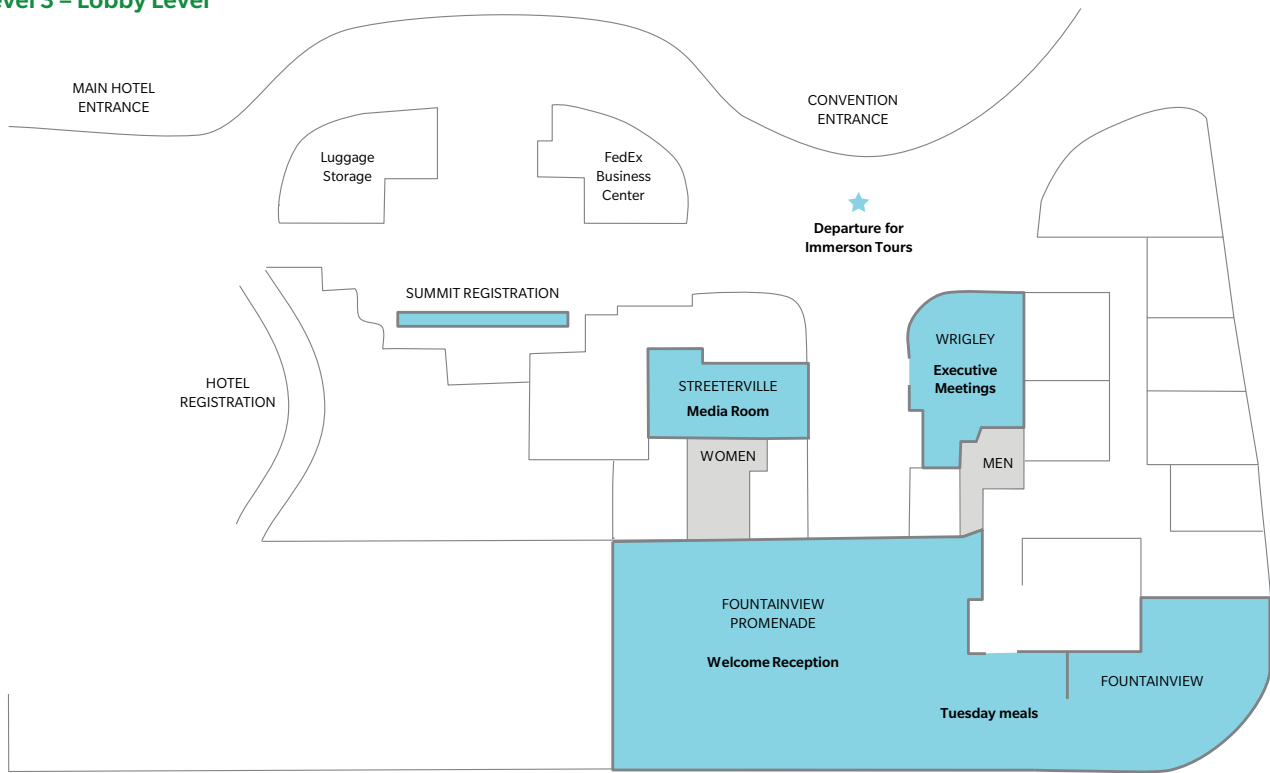 Level 3 – Lobby Level
MAIN HOTEL
ENTRANCE
CONVENTION
ENTRANCE
Luggage
Storage
FedEx
Business
Center
Departure for
Immerson Tours
SUMMIT REGISTRATION
HOTEL
REGISTRATION
STREETERVILLE
Media Room
WRIGLEY
Executive
Meetings
WOMEN
MEN
FOUNTAINVIEW
PROMENADE
Welcome Reception
FOUNTAINVIEW
Tuesday meals